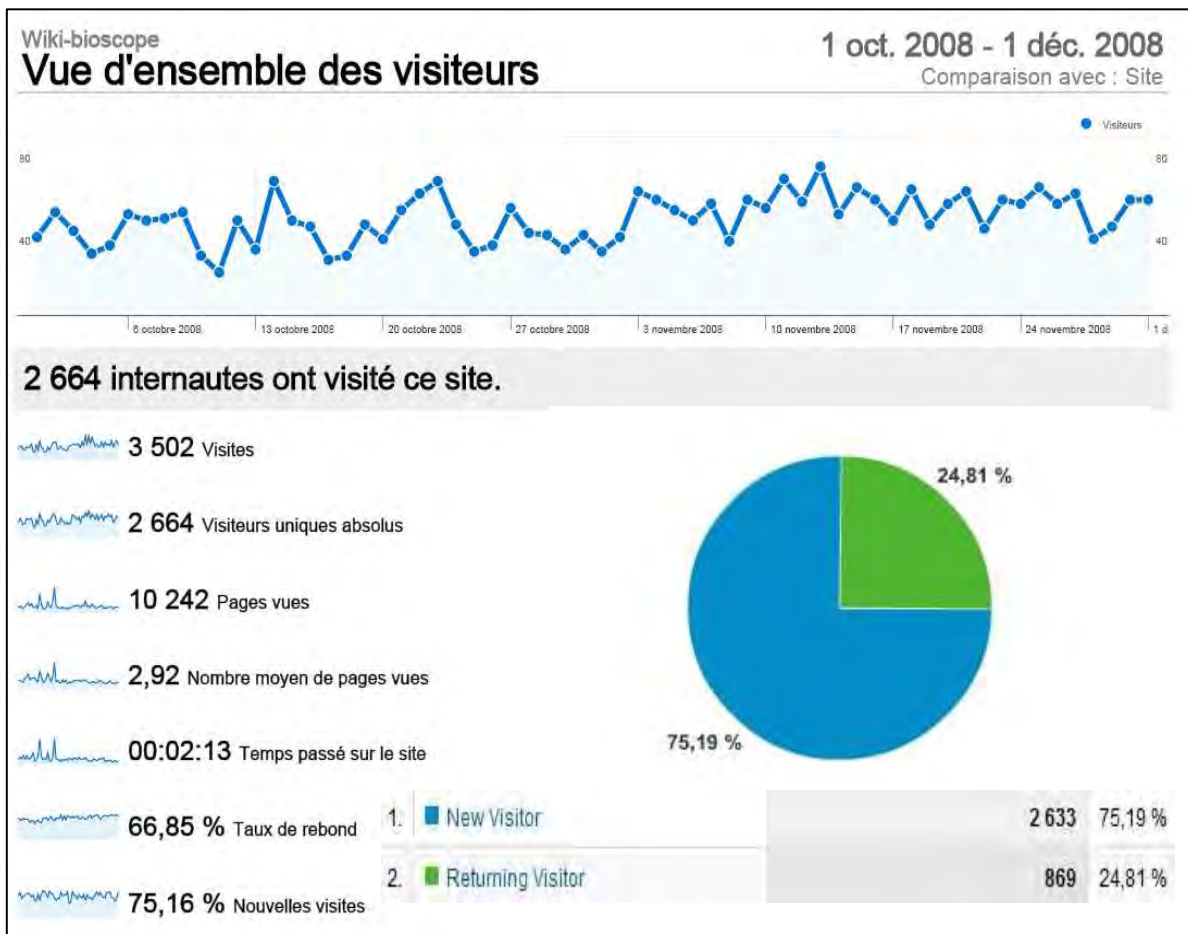 Wiki-bioscope
Vue d'ensemble des visiteurs
1 oct. 2008 - 1 déc. 2008
Comparaison avec : Site
Visiteurs
80
80
40
40
6 octobre 2008
13 octobre 2008
20 octobre 2008
27 octobre 2008
3 novembre 2008
10 novembre 2008
17 novembre 2008
24 novembre 2008
1 d
2 664 internautes ont visité ce site.
3 502 Visites
2 664 Visiteurs uniques absolus
10 242 Pages vues
2,92 Nombre moyen de pages vues
00:02:13 Temps passé sur le site
66,85 % Taux de rebond
75,16 % Nouvelles visites
24,81 %
75,19 %
1. New Visitor 2 633 75,19 %
2. Returning Visitor 869 24,81 %